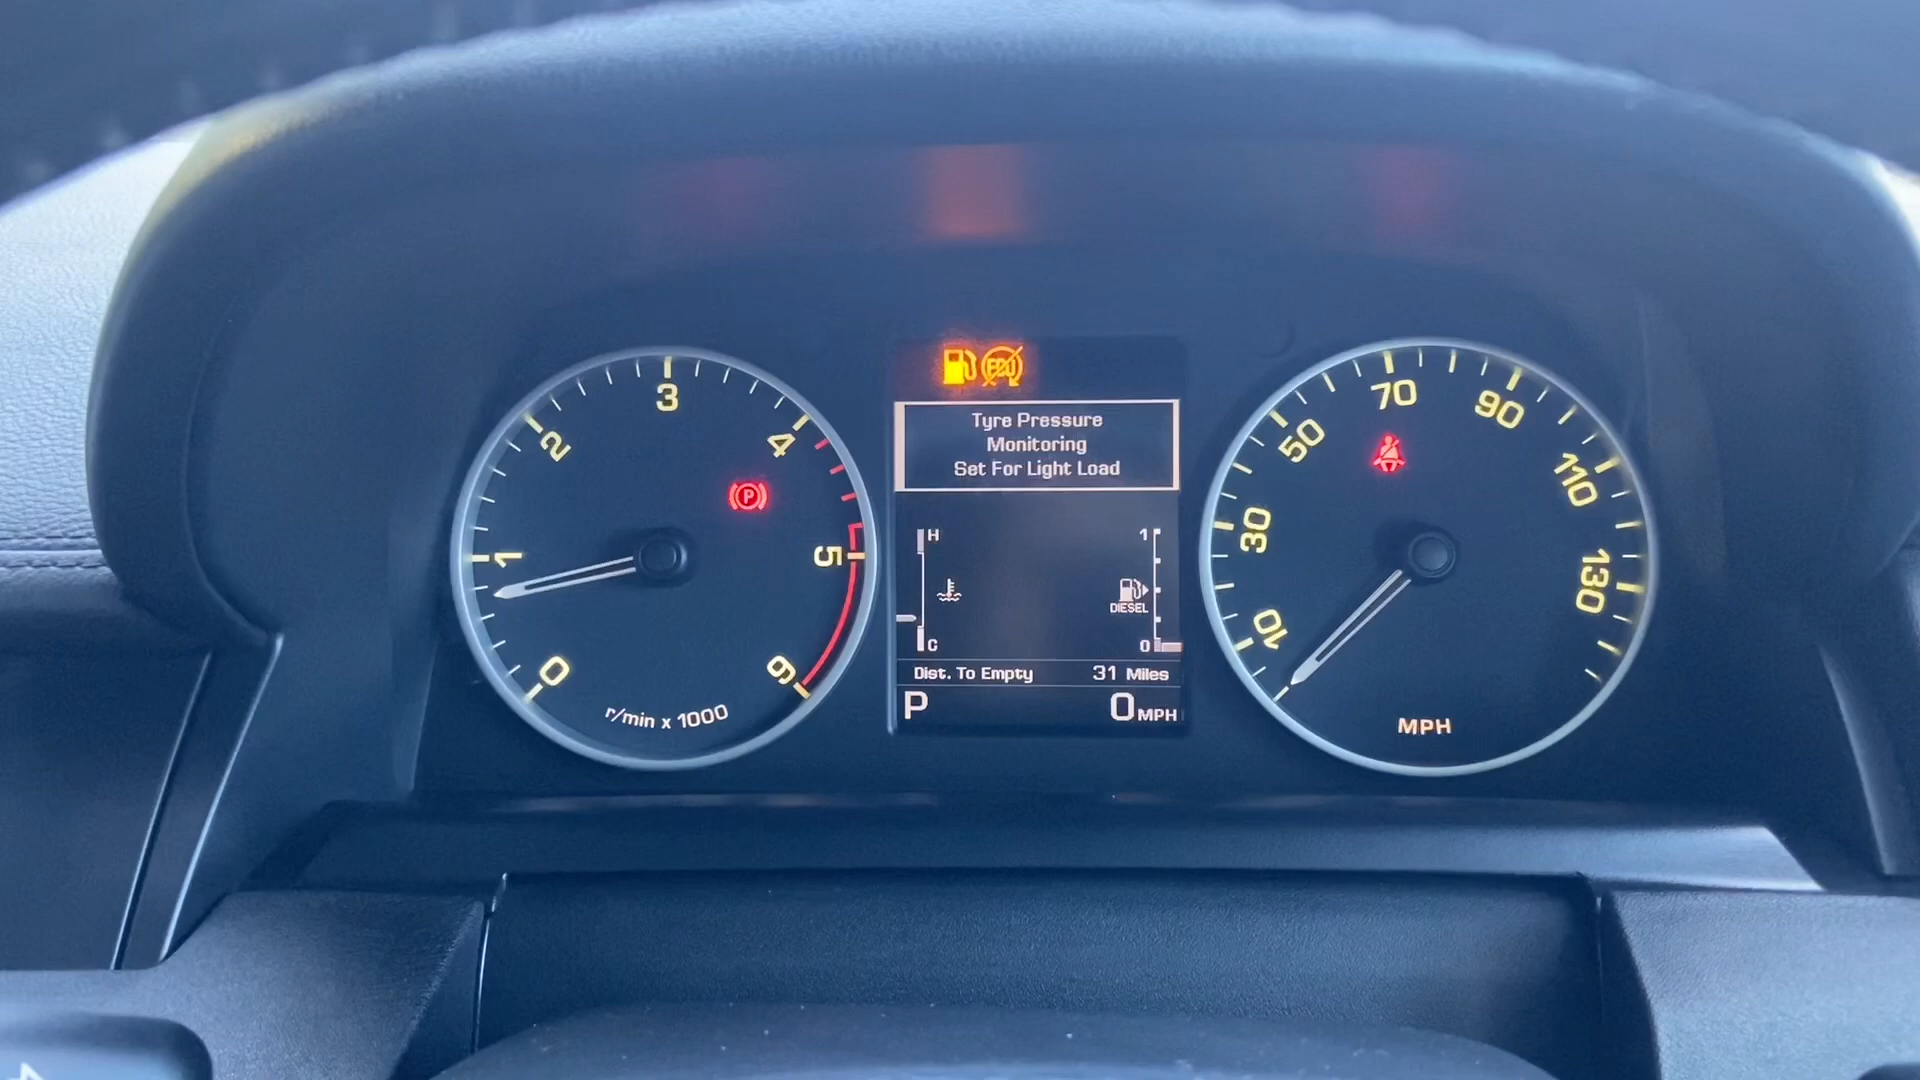 0
1
2
3
4
5
6
r/min x 1000
P
ECO
Tyre Pressure
Monitoring
Set For Light Load
H
C
1
0
DIESEL
Dist. To Empty 31 Miles
P 0 MPH
10
30
50
70
90
110
130
MPH